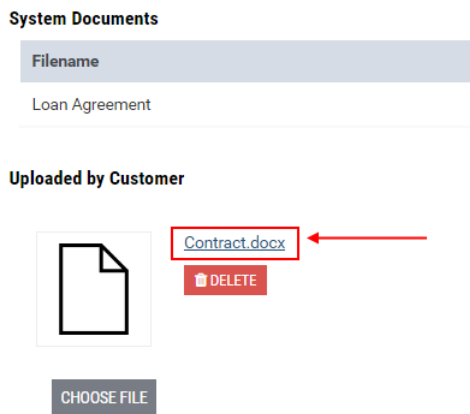 System Documents
Filename
Loan Agreement
Uploaded by Customer
Contract.docx
DELETE
CHOOSE FILE